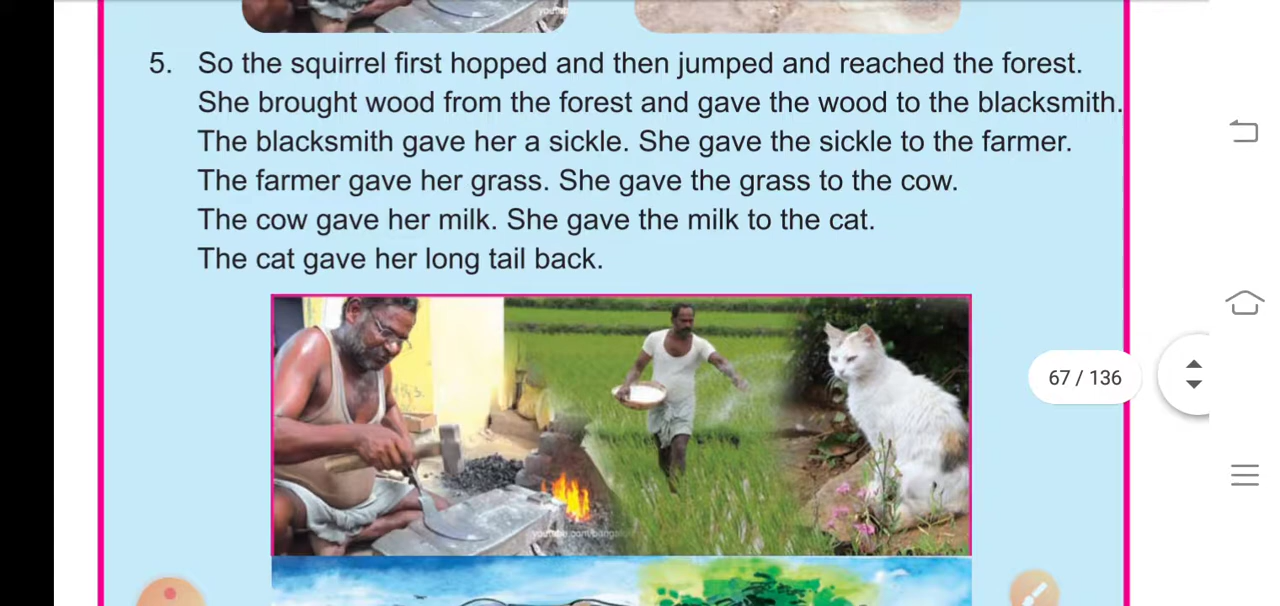 5. So the squirrel first hopped and then jumped and reached the forest.
She brought wood from the forest and gave the wood to the blacksmith.
The blacksmith gave her a sickle. She gave the sickle to the farmer.
The farmer gave her grass. She gave the grass to the cow.
The cow gave her milk. She gave the milk to the cat.
The cat gave her long tail back.
67 / 136